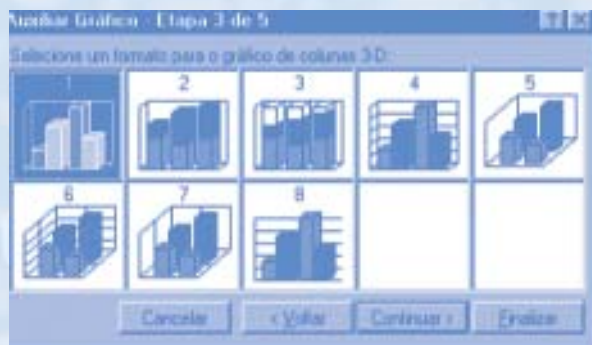 Auxiliar Gráfico - Etapa 3 de 5
Selecione um formato para o gráfico de colunas 3-D:
1 2 3 4 5
6 7 8
Cancelar < Voltar Continuar > Finalizar